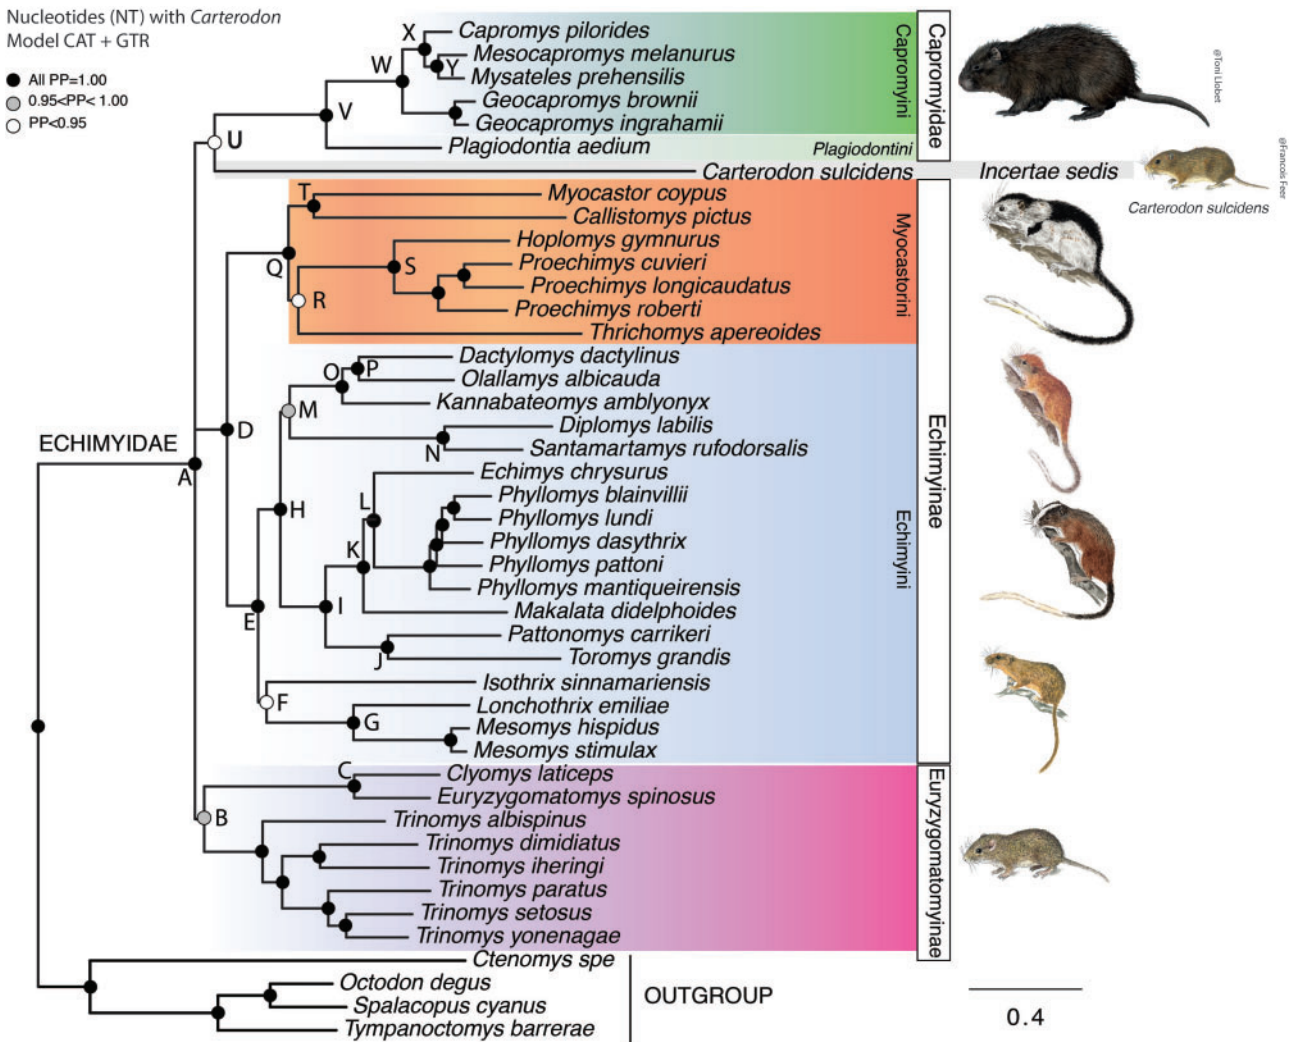 Nucleotides (NT) with Carterodon
Model CAT + GTR
All PP=1.00
0.95<PP< 1.00
PP<0.95
X
Capromys pilorides
Mesocapromys melanurus
Y
W
Mysateles prehensilis
Geocapromys brownii
V
Geocapromys ingrahamii
U
Plagiodontia aedium
Capromyini
Plagiodontini
Capromyidae
@Toni Llobet
Carterodon sulcidens
Incertae sedis
@Francois Feer
Carterodon sulcidens
T
Myocastor coypus
Callistomys pictus
Hoplomys gymnurus
Q
S
Proechimys cuvieri
Proechimys longicaudatus
R
Proechimys roberti
Thrichomys apereoides
Myocastorini
Dactylomys dactylinus
O
P
Olallamys albicauda
Kannabateomys amblyonyx
M
Diplomys labilis
D
N
Santamartamys rufodorsalis
ECHIMYIDAE
A
Echimys chrysurus
L
Phyllomys blainvillii
H
Phyllomys lundi
Phyllomys dasythrix
K
Phyllomys pattoni
Phyllomys mantiqueirensis
I
Makalata didelphoides
E
Pattonomys carrikeri
J
Toromys grandis
Isothrix sinnamariensis
F
Lonchothrix emiliae
G
Mesomys hispidus
Mesomys stimulax
Echimyini
Echimyinae
C
Clyomys laticeps
Euryzygomatomys spinosus
B
Trinomys albispinus
Trinomys dimidiatus
Trinomys iheringi
Trinomys paratus
Trinomys setosus
Trinomys yonenagae
Euryzygomatomyinae
Ctenomys spe
Octodon degus
Spalacopus cyanus
Tympanoctomys barrerae
OUTGROUP
0.4